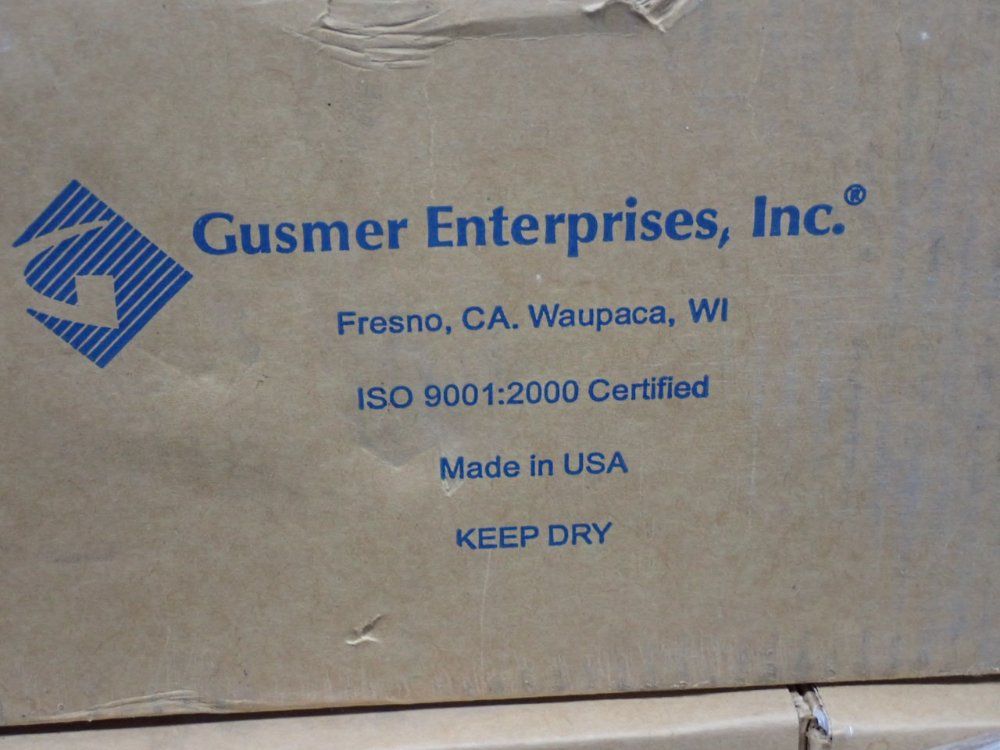 Gusmer Enterprises, Inc.®
Fresno, CA. Waupaca, WI
ISO 9001:2000 Certified
Made in USA
KEEP DRY